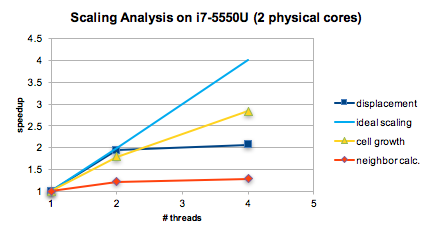 Scaling Analysis on i7-5550U (2 physical cores)
4.5
4
3.5
3
2.5
2
1.5
1
speedup
1 2 3 4 5
# threads
displacement
ideal scaling
cell growth
neighbor calc.